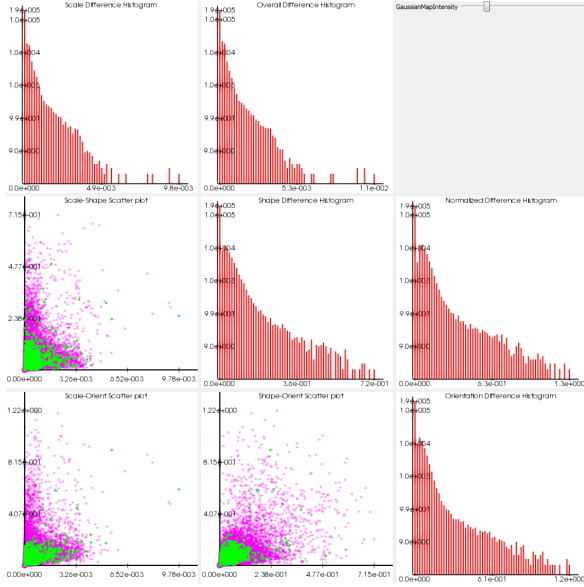 Scale Difference Histogram
1.9e+005
1.0e+005
1.0e+004
1.0e+003
9.9e+001
9.0e+000
0.0e+000 4.9e-003 9.8e-003
Overall Difference Histogram
1.9e+005
1.0e+005
1.0e+004
1.0e+003
9.9e+001
9.0e+000
0.0e+000 5.3e-003 1.1e-002
GaussianMapIntensity
Scale-Shape Scatter plot
7.15e-001
4.77e-001
2.38e-001
0.00e+000 3.26e-003 6.52e-003 9.78e-003
Shape Difference Histogram
1.9e+005
1.0e+005
1.0e+004
1.0e+003
9.9e+001
9.0e+000
0.0e+000 3.6e-001 7.2e-001
Normalized Difference Histogram
1.9e+005
1.0e+005
1.0e+004
1.0e+003
9.9e+001
9.0e+000
0.0e+000 6.3e-001 1.3e+000
Scale-Orient Scatter plot
1.22e+000
8.15e-001
4.07e-001
0.00e+000 3.26e-003 6.52e-003 9.78e-003
Shape-Orient Scatter plot
1.22e+000
8.15e-001
4.07e-001
0.00e+000 2.38e-001 4.77e-001 7.15e-001
Orientation Difference Histogram
1.9e+005
1.0e+005
1.0e+004
1.0e+003
9.9e+001
9.0e+000
0.0e+000 6.1e-001 1.2e+000